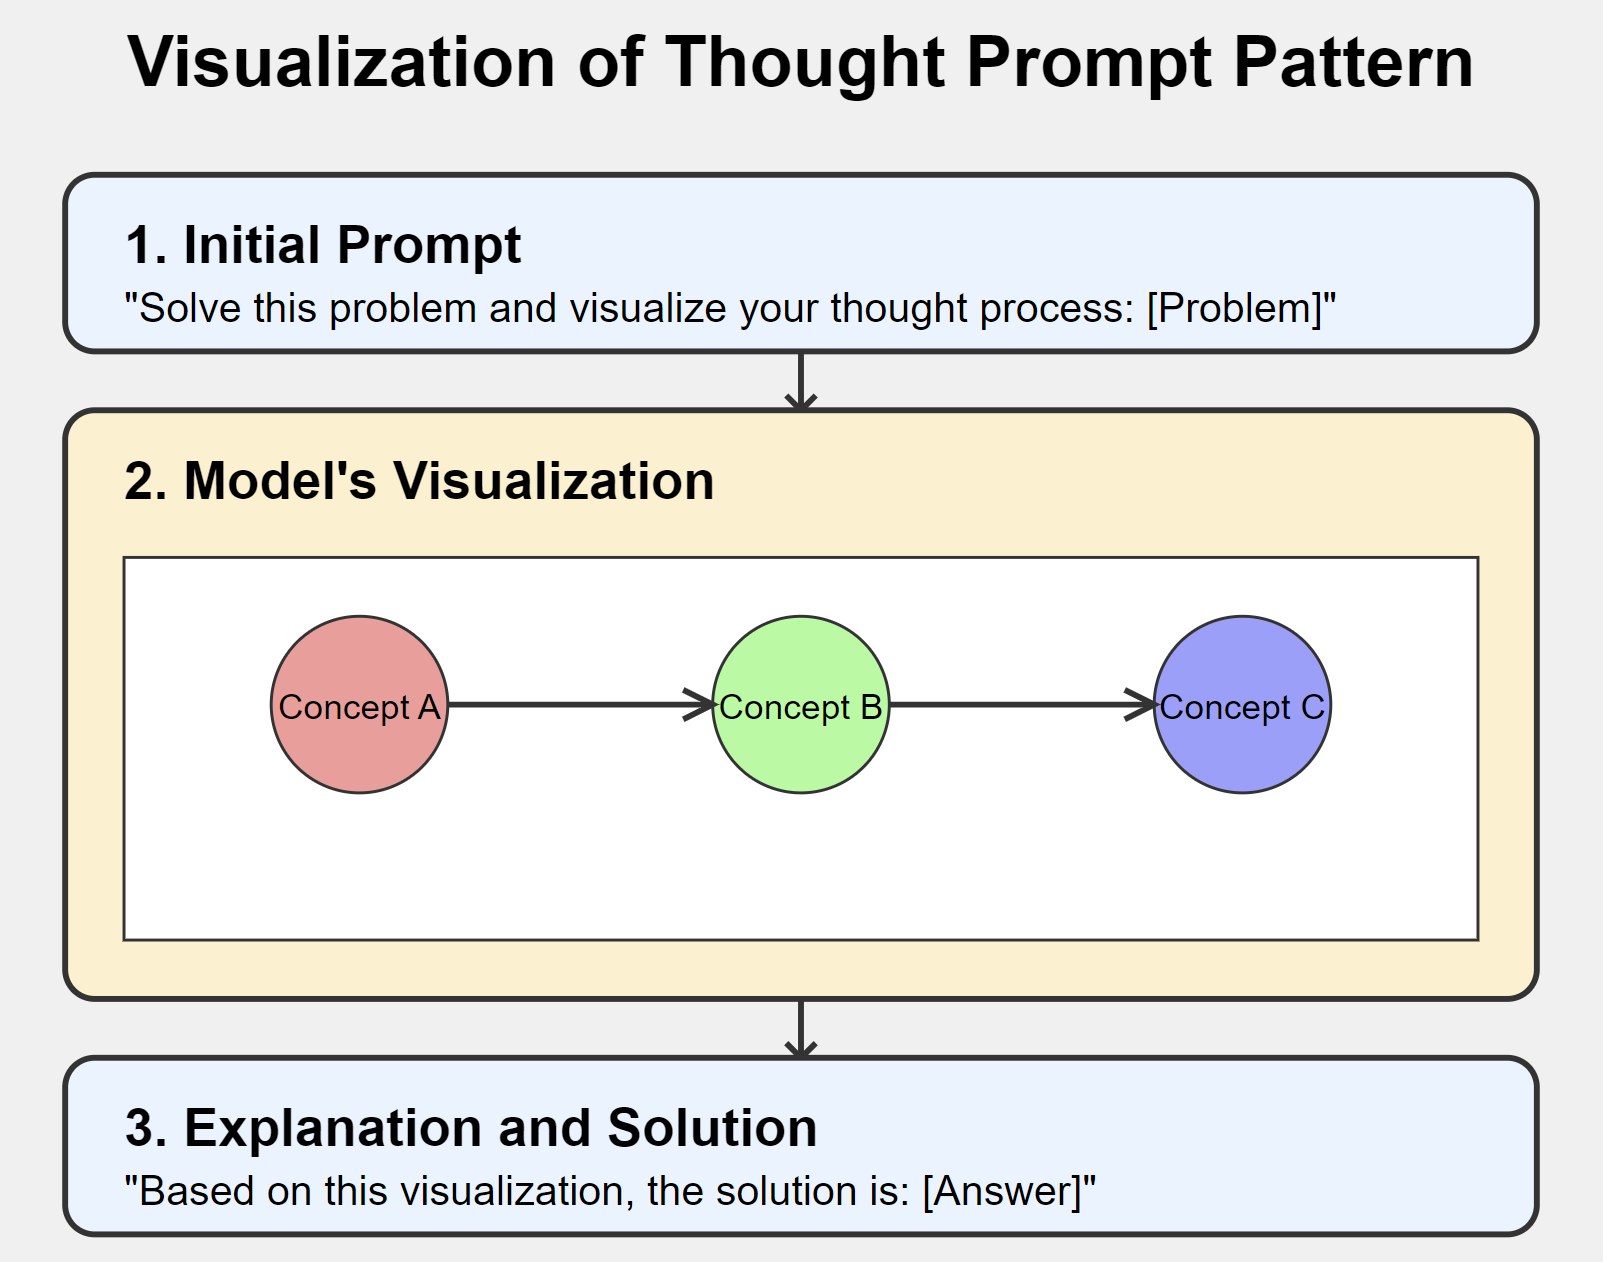 Visualization of Thought Prompt Pattern
1. Initial Prompt
"Solve this problem and visualize your thought process: [Problem]"
2. Model's Visualization
Concept A
Concept B
Concept C
3. Explanation and Solution
"Based on this visualization, the solution is: [Answer]"